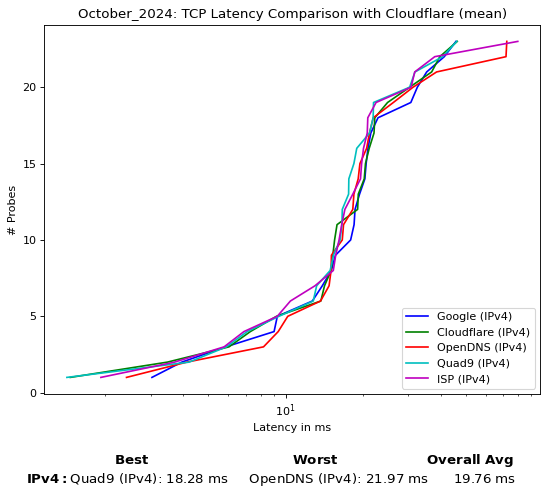 October_2024: TCP Latency Comparison with Cloudflare (mean)
# Probes
20
15
10
5
0
10^1
Latency in ms
Google (IPv4)
Cloudflare (IPv4)
OpenDNS (IPv4)
Quad9 (IPv4)
ISP (IPv4)
Best Worst Overall Avg
IPv4: Quad9 (IPv4): 18.28 ms OpenDNS (IPv4): 21.97 ms 19.76 ms